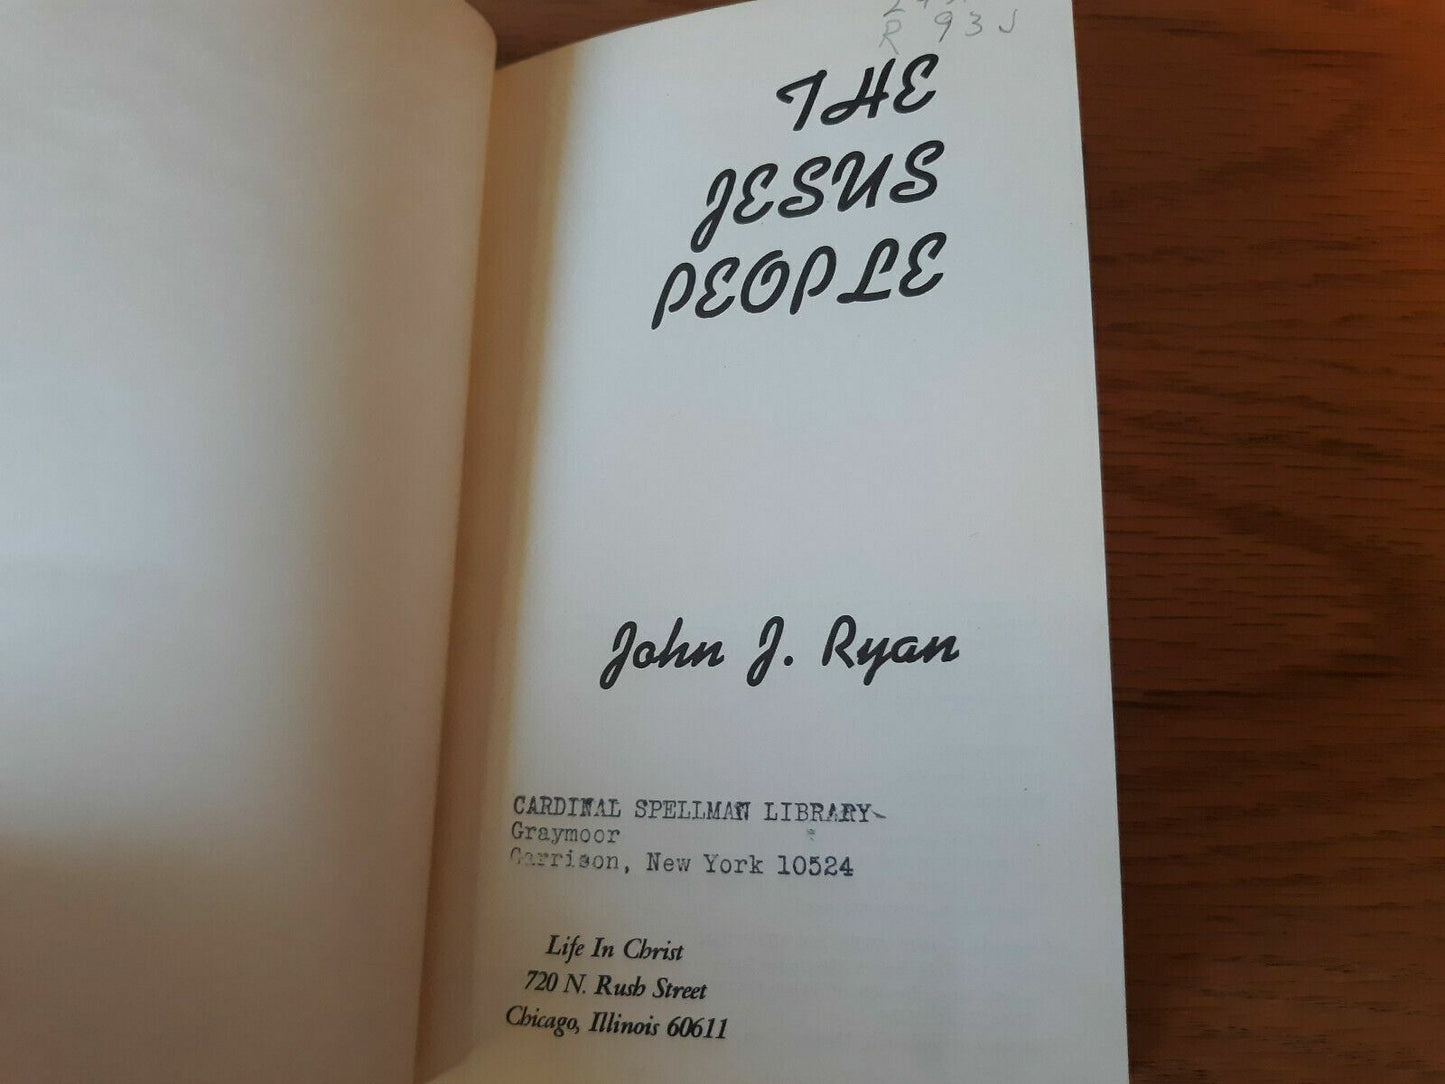 R 93J
THE
JESUS
PEOPLE
John J. Ryan
CARDINAL SPELLMAN LIBRARY
Graymoor
Garrison, New York 10524
Life In Christ
720 N. Rush Street
Chicago, Illinois 60611